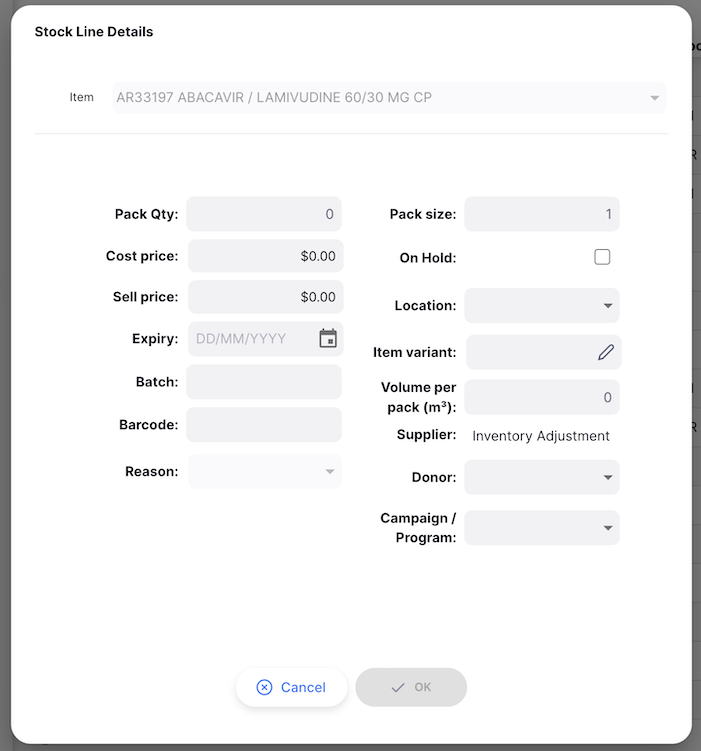 Stock Line Details
Item AR33197 ABACAVIR / LAMIVUDINE 60/30 MG CP
Pack Qty: 0
Cost price: $0.00
Sell price: $0.00
Expiry: DD/MM/YYYY
Batch:
Barcode:
Reason:
Pack size: 1
On Hold:
Location:
Item variant:
Volume per
pack (m³): 0
Supplier: Inventory Adjustment
Donor:
Campaign /
Program:
Cancel
OK